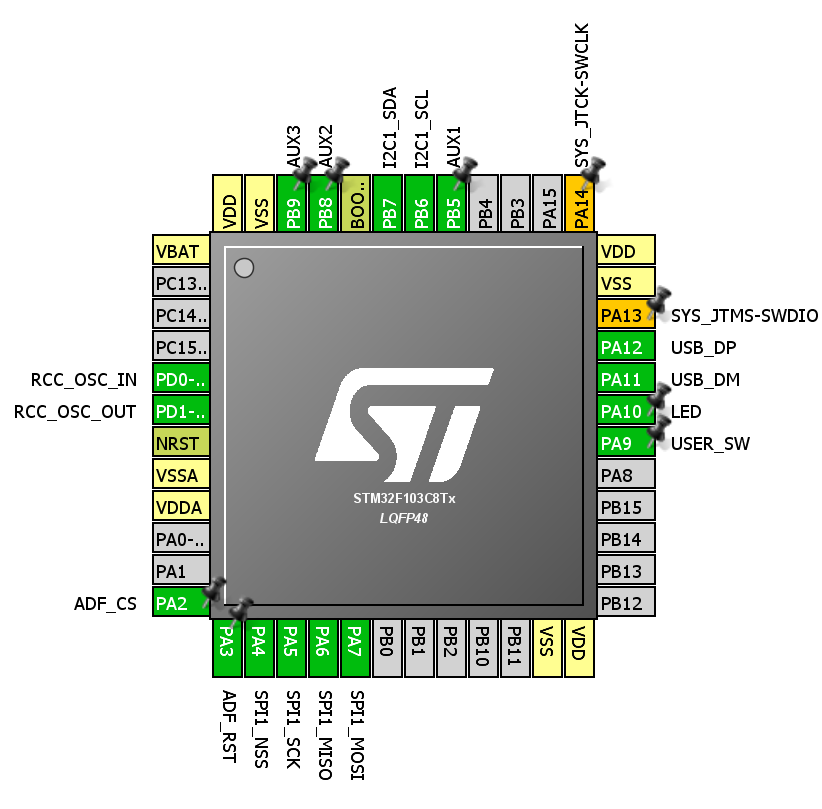 SYS_JTCK-SWCLK
AUX3
AUX2
I2C1_SDA
I2C1_SCL
AUX1
VDD
VSS
PB9
PB8
BOO..
PB7
PB6
PB5
PB4
PB3
PA15
PA14
VBAT
VDD
PC13..
VSS
PC14..
PA13 SYS_JTMS-SWDIO
PC15..
PA12 USB_DP
RCC_OSC_IN PD0-..
PA11 USB_DM
RCC_OSC_OUT PD1-..
PA10 LED
NRST
PA9 USER_SW
VSSA
PA8
VDDA
PB15
PA0-..
PB14
PA1
PB13
ADF_CS PA2
PB12
STM32F103C8Tx
LQFP48
PA3
PA4
PA5
PA6
PA7
PB0
PB1
PB2
PB10
PB11
VSS
VDD
ADF_RST
SPI1_NSS
SPI1_SCK
SPI1_MISO
SPI1_MOSI